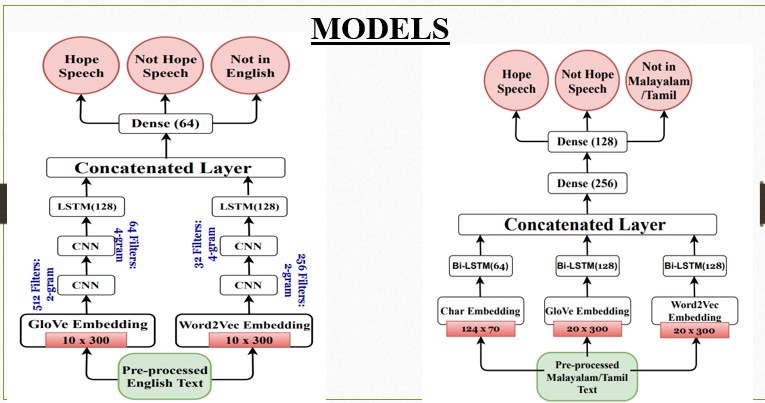 MODELS
Hope
Speech
Not Hope
Speech
Not in
English
Dense (64)
Concatenated Layer
LSTM(128)
LSTM(128)
64 Filters:
4-gram
32 Filters:
4-gram
CNN
CNN
512 Filters:
2-gram
256 Filters:
2-gram
CNN
CNN
GloVe Embedding
10 x 300
Word2Vec Embedding
10 x 300
Pre-processed
English Text
Hope
Speech
Not Hope
Speech
Not in
Malayalam
/Tamil
Dense (128)
Dense (256)
Concatenated Layer
Bi-LSTM(64)
Bi-LSTM(128)
Bi-LSTM(128)
Char Embedding
124 x 70
GloVe Embedding
20 x 300
Word2Vec
Embedding
20 x 300
Pre-processed
Malayalam/Tamil
Text